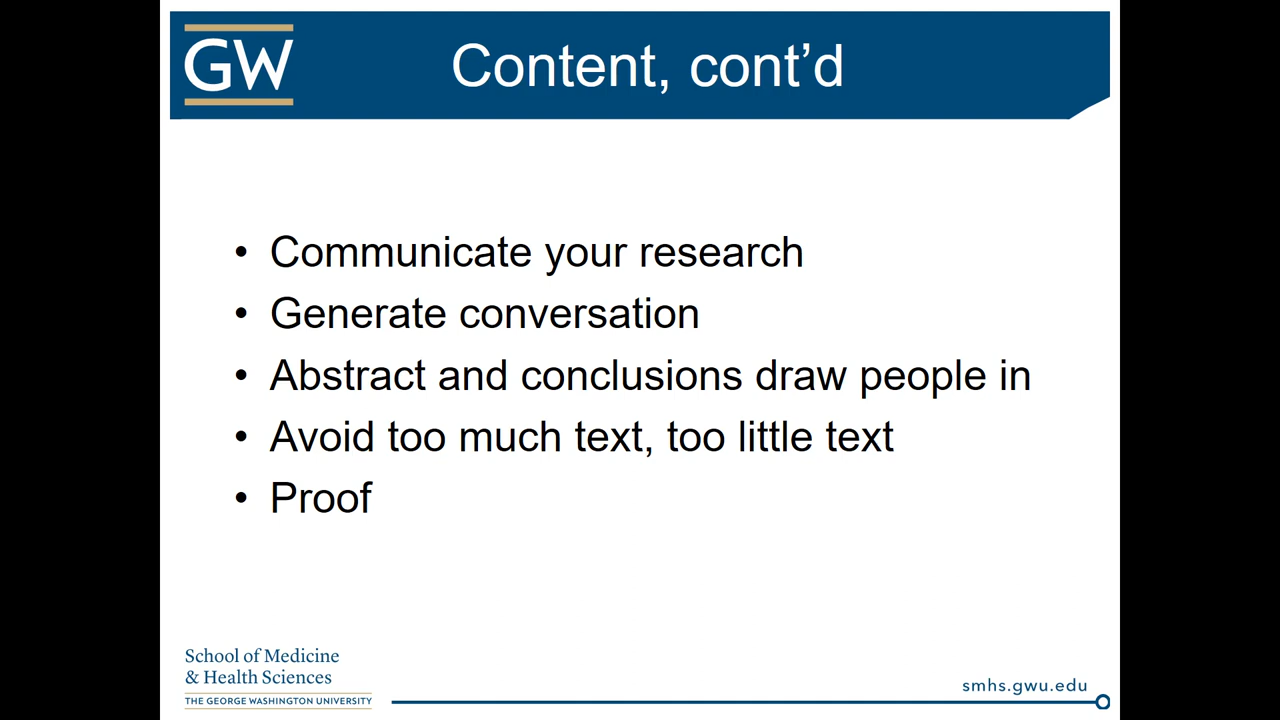 GW
Content, cont’d
• Communicate your research
• Generate conversation
• Abstract and conclusions draw people in
• Avoid too much text, too little text
• Proof
School of Medicine
& Health Sciences
THE GEORGE WASHINGTON UNIVERSITY
smhs.gwu.edu